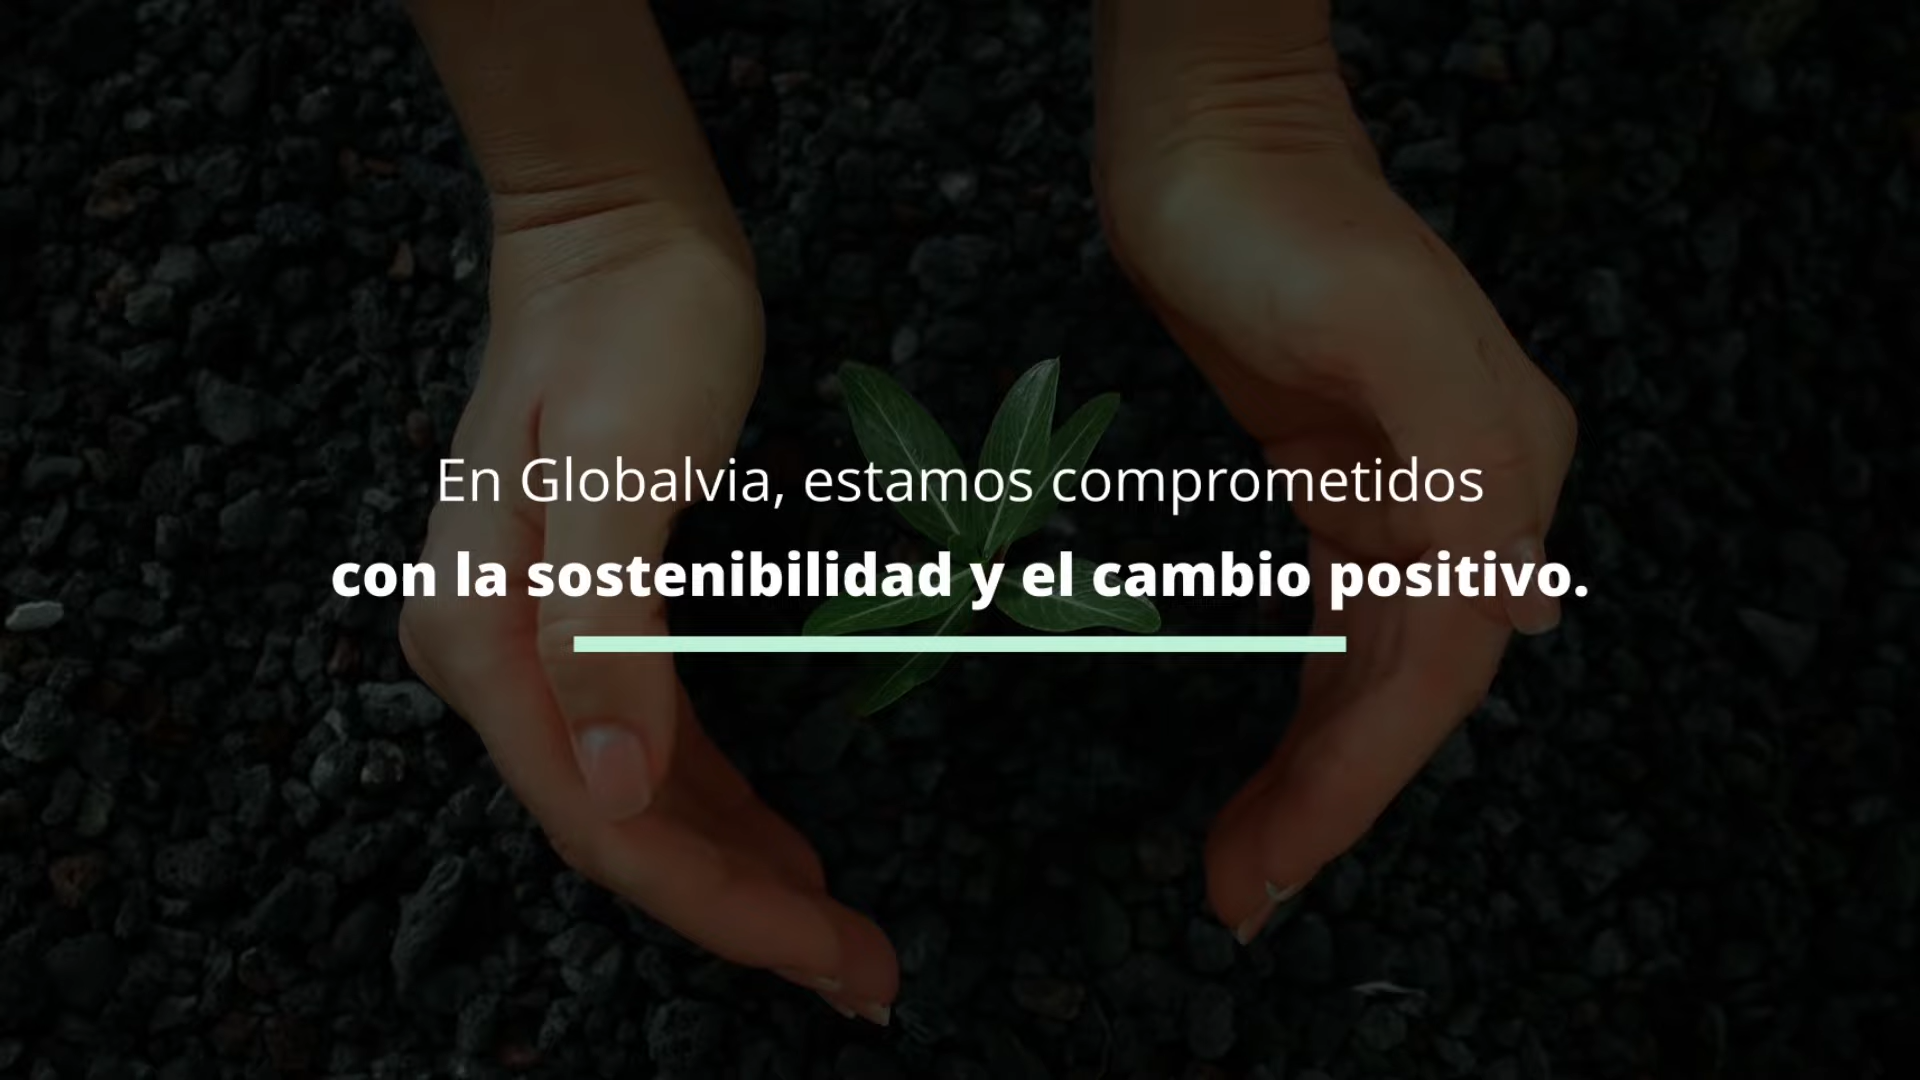 En Globalvia, estamos comprometidos
con la sostenibilidad y el cambio positivo.